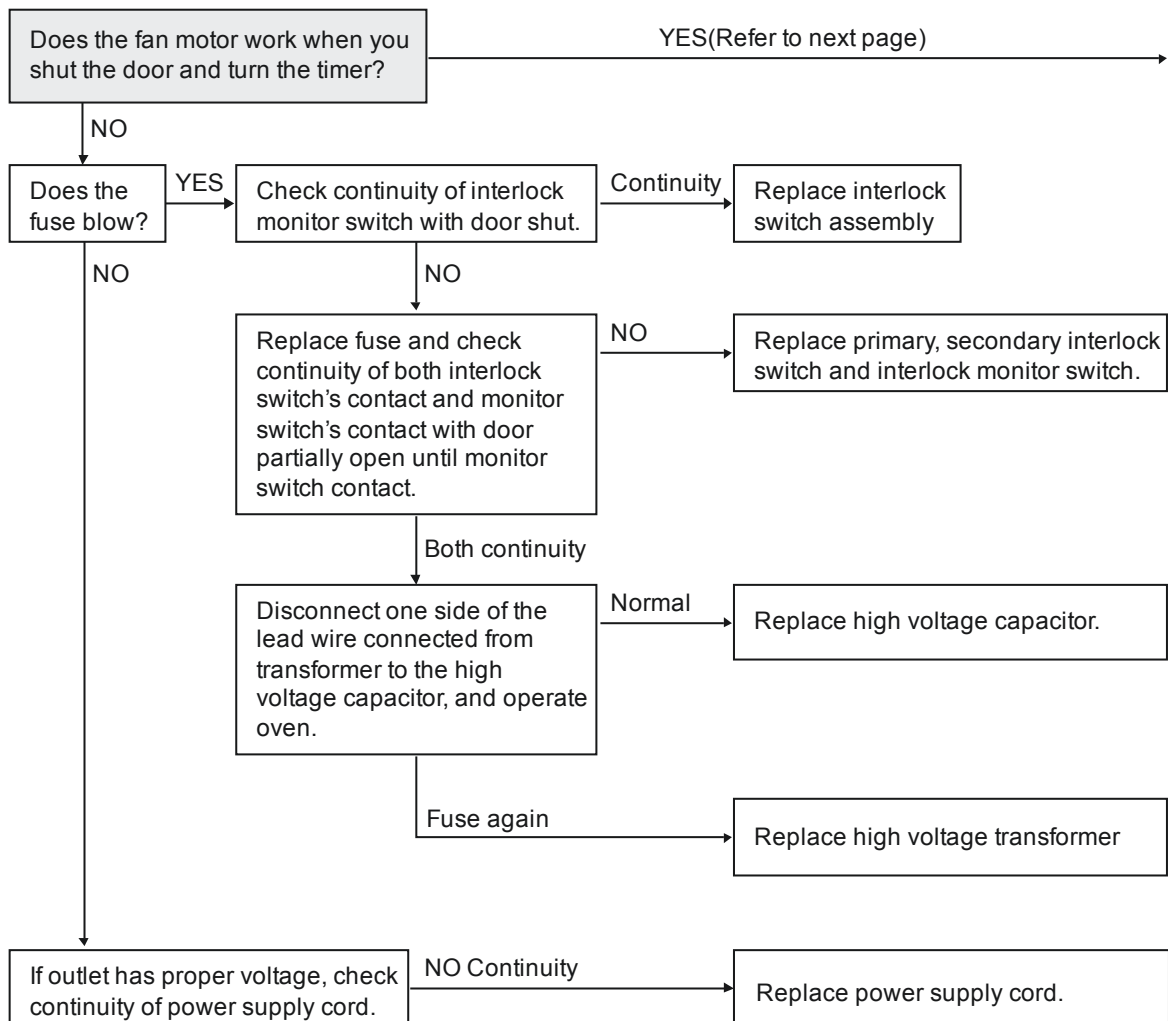 Does the fan motor work when you
shut the door and turn the timer?
YES(Refer to next page)
NO
Does the
fuse blow?
YES
Check continuity of interlock
monitor switch with door shut.
Continuity
Replace interlock
switch assembly
NO
NO
Replace fuse and check
continuity of both interlock
switch’s contact and monitor
switch’s contact with door
partially open until monitor
switch contact.
NO
Replace primary, secondary interlock
switch and interlock monitor switch.
Both continuity
Disconnect one side of the
lead wire connected from
transformer to the high
voltage capacitor, and operate
oven.
Normal
Replace high voltage capacitor.
Fuse again
Replace high voltage transformer
If outlet has proper voltage, check
continuity of power supply cord.
NO Continuity
Replace power supply cord.